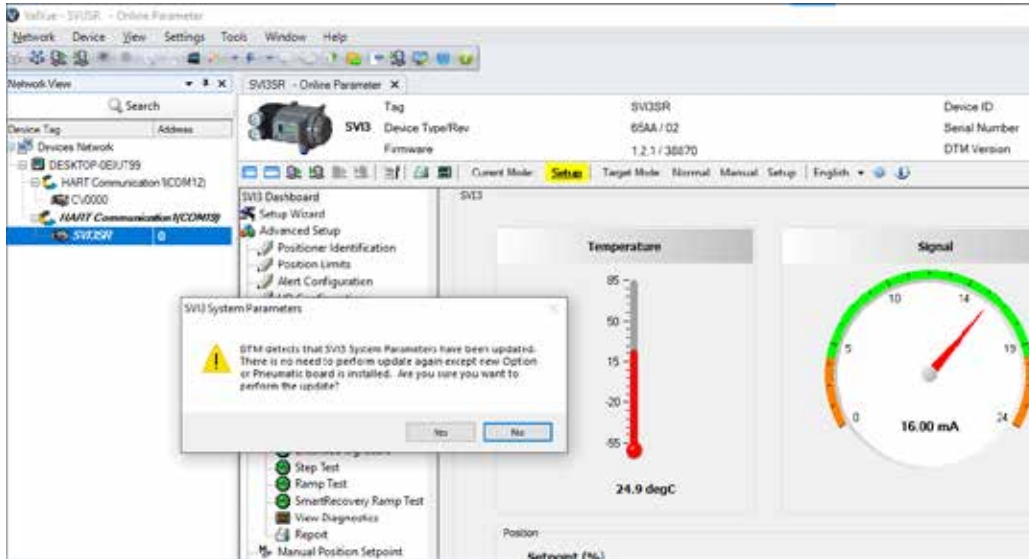 ValVue - SVI3SR - Online Parameter
Network Device View Settings Tools Window Help
Network View
SVI3SR - Online Parameter X
Search
Device Tag Address
Devices Network
DESKTOP-0EIUT99
HART Communication 1(COM12)
CV0000
HART Communication 1(COM19)
SVI3SR 0
SVI3
Tag SVI3SR Device ID
Device Type/Rev 65AA / 02 Serial Number
Firmware 1.2.1 / 38870 DTM Version
Current Mode: Setup Target Mode Normal Manual Setup English
SVI3 Dashboard
Setup Wizard
Advanced Setup
Positioner Identification
Position Limits
Alert Configuration
I/O Configuration
SVI3
Temperature
85
50
15
-20
-55
24.9 degC
Signal
0
5
10
14
19
24
16.00 mA
SVI3 System Parameters
DTM detects that SVI3 System Parameters have been updated.
There is no need to perform update again except new Option
or Pneumatic board is installed. Are you sure you want to
perform the update?
Yes No
Step Test
Ramp Test
SmartRecovery Ramp Test
View Diagnostics
Report
Manual Position Setpoint
Position
Setpoint (%)